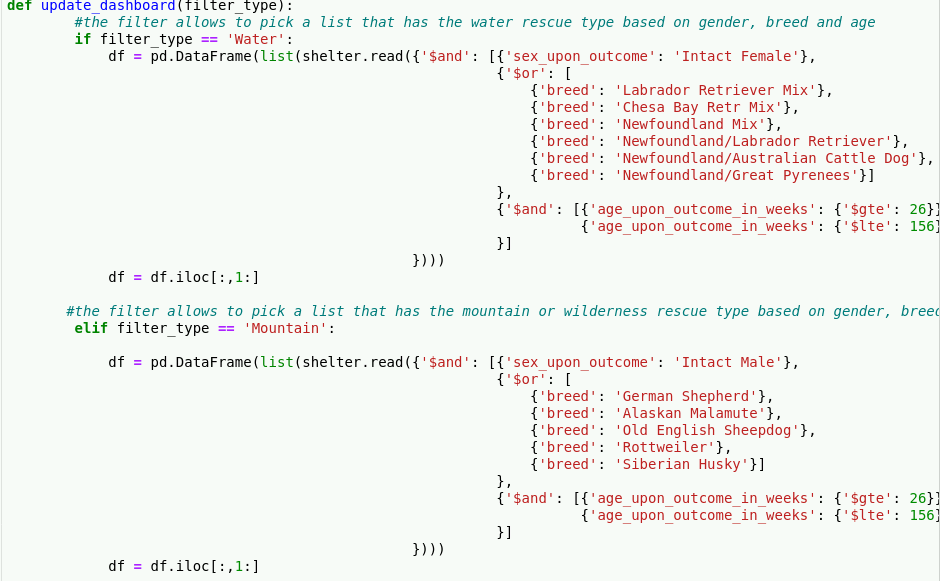 def update_dashboard(filter_type):
        #the filter allows to pick a list that has the water rescue type based on gender, breed and age
        if filter_type == 'Water':
            df = pd.DataFrame(list(shelter.read({'$and': [{'sex_upon_outcome': 'Intact Female'},
                                                          {'$or': [
                                                              {'breed': 'Labrador Retriever Mix'},
                                                              {'breed': 'Chesa Bay Retr Mix'},
                                                              {'breed': 'Newfoundland Mix'},
                                                              {'breed': 'Newfoundland/Labrador Retriever'},
                                                              {'breed': 'Newfoundland/Australian Cattle Dog'},
                                                              {'breed': 'Newfoundland/Great Pyrenees'}]
                                                          },
                                                          {'$and': [{'age_upon_outcome_in_weeks': {'$gte': 26}}
                                                                    {'age_upon_outcome_in_weeks': {'$lte': 156}
                                                          }]
                                                }))) 
            df = df.iloc[:,1:]
       #the filter allows to pick a list that has the mountain or wilderness rescue type based on gender, breed
        elif filter_type == 'Mountain':
            df = pd.DataFrame(list(shelter.read({'$and': [{'sex_upon_outcome': 'Intact Male'},
                                                          {'$or': [
                                                              {'breed': 'German Shepherd'},
                                                              {'breed': 'Alaskan Malamute'},
                                                              {'breed': 'Old English Sheepdog'},
                                                              {'breed': 'Rottweiler'},
                                                              {'breed': 'Siberian Husky'}]
                                                          },
                                                          {'$and': [{'age_upon_outcome_in_weeks': {'$gte': 26}}
                                                                    {'age_upon_outcome_in_weeks': {'$lte': 156}
                                                          }]
                                                })))
            df = df.iloc[:,1:]